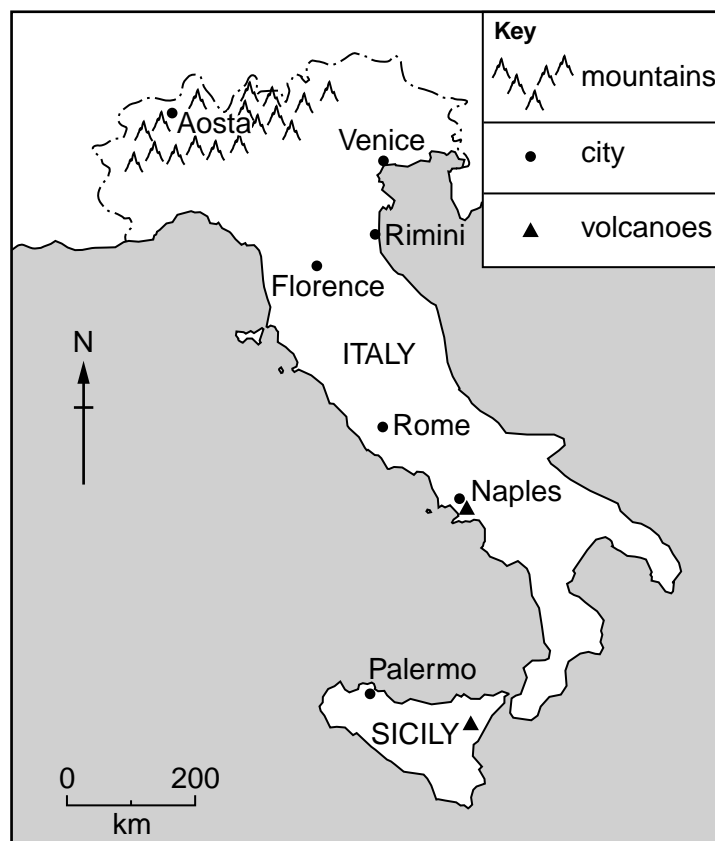 Key
mountains
city
volcanoes
Aosta
Venice
Rimini
Florence
N
ITALY
Rome
Naples
Palermo
SICILY
0 200
km